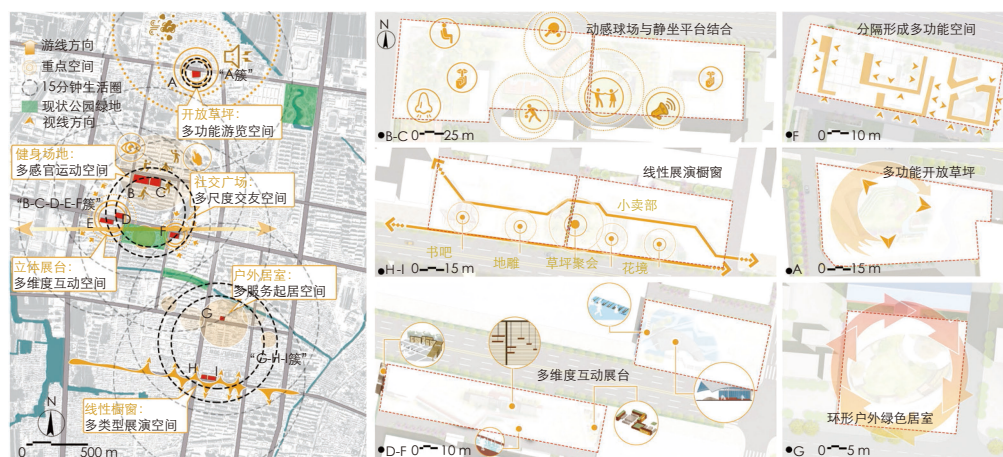 游线方向
重点空间
15分钟生活圈
现状公园绿地
视线方向
A
“A簇”
开放草坪：
多功能游览空间
健身场地：
多感官运动空间
社交广场：
多尺度交友空间
B
C
“B-C-D-E-F簇”
D
E
F
立体展台：
多维度互动空间
户外居室：
多服务起居空间
G
“G-H-I簇”
H
I
线性橱窗：
多类型展演空间
N
0
500 m
N
动感球场与静坐平台结合
B-C 0 25 m
线性展演橱窗
小卖部
书吧
地雕
草坪聚会
花境
H-I 0 15 m
多维度互动展台
D-F 0 10 m
分隔形成多功能空间
F 0 10 m
多功能开放草坪
A 0 15 m
环形户外绿色居室
G 0 5 m